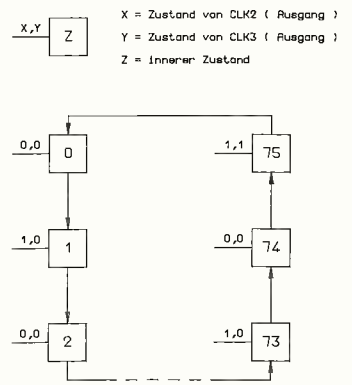 X,Y
Z
X = Zustand von CLK2 ( Ausgang )
Y = Zustand von CLK3 ( Ausgang )
Z = innerer Zustand
0,0
0
1,1
75
1,0
1
0,0
74
0,0
2
1,0
73